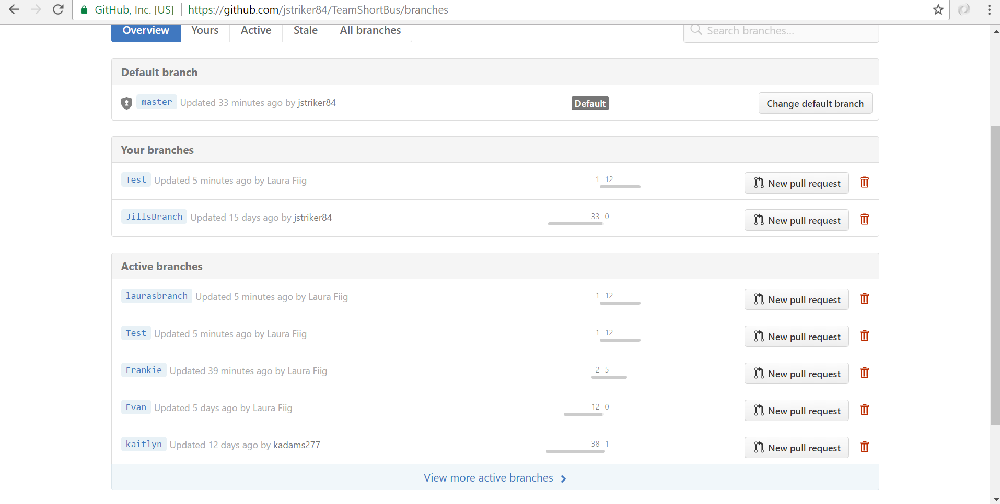 GitHub, Inc. [US] https://github.com/jstriker84/TeamShortBus/branches
Overview Yours Active Stale All branches Search branches...
Default branch
master Updated 33 minutes ago by jstriker84 Default Change default branch
Your branches
Test Updated 5 minutes ago by Laura Fiig 1 12 New pull request
JillsBranch Updated 15 days ago by jstriker84 33 0 New pull request
Active branches
laurasbranch Updated 5 minutes ago by Laura Fiig 1 12 New pull request
Test Updated 5 minutes ago by Laura Fiig 1 12 New pull request
Frankie Updated 39 minutes ago by Laura Fiig 2 5 New pull request
Evan Updated 5 days ago by Laura Fiig 12 0 New pull request
kaitlyn Updated 12 days ago by kadams277 38 1 New pull request
View more active branches